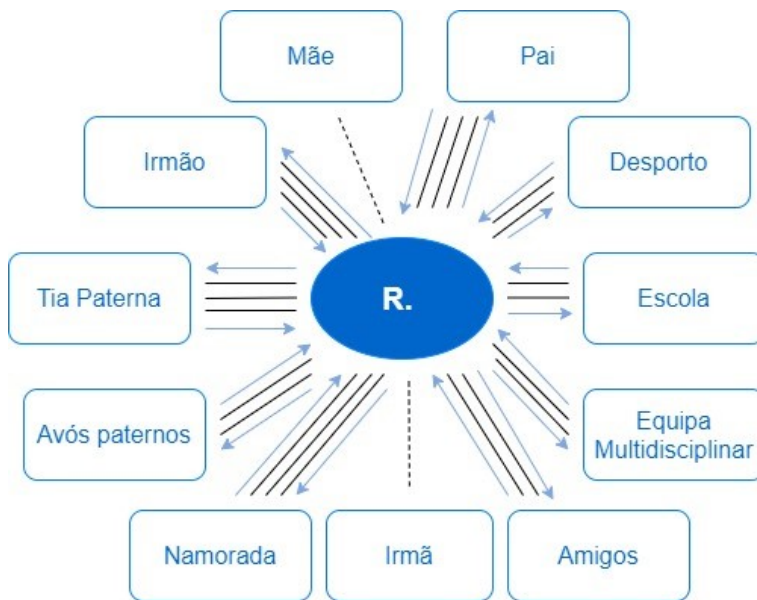 Mãe
Pai
Irmão
Desporto
Tia Paterna
R.
Escola
Avós paternos
Equipa
Multidisciplinar
Namorada
Irmã
Amigos